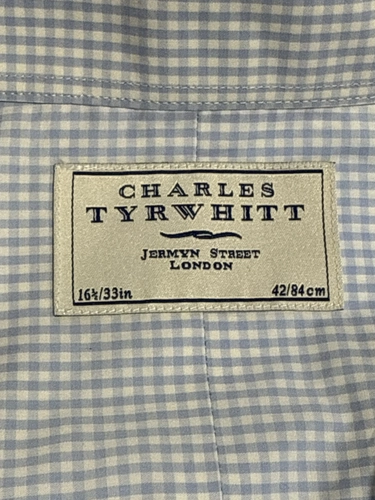 CHARLES
TYRWHITT
JERMYN STREET
LONDON
16½/33in 42/84cm